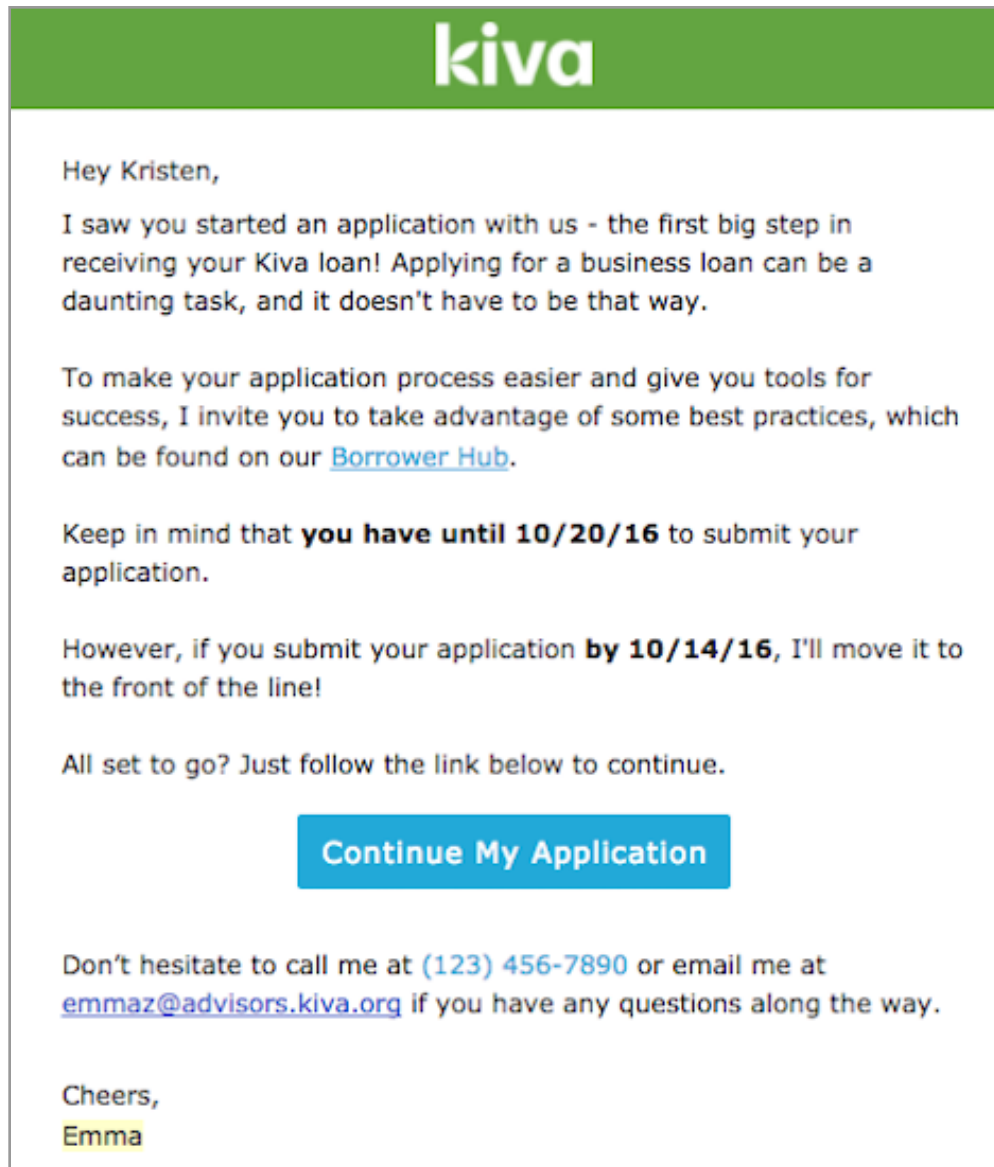 kiva
Hey Kristen,
I saw you started an application with us - the first big step in
receiving your Kiva loan! Applying for a business loan can be a
daunting task, and it doesn't have to be that way.
To make your application process easier and give you tools for
success, I invite you to take advantage of some best practices, which
can be found on our Borrower Hub.
Keep in mind that you have until 10/20/16 to submit your
application.
However, if you submit your application by 10/14/16, I'll move it to
the front of the line!
All set to go? Just follow the link below to continue.
Continue My Application
Don’t hesitate to call me at (123) 456-7890 or email me at
emmaz@advisors.kiva.org if you have any questions along the way.
Cheers,
Emma